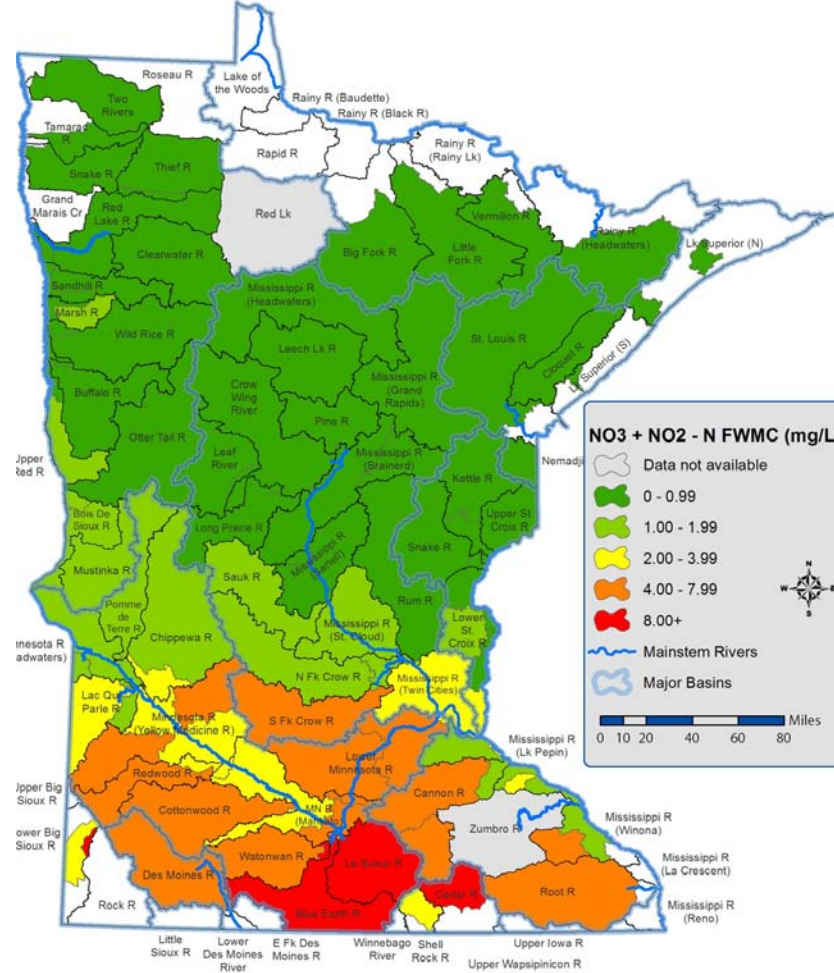 Roseau R
Lake of
the Woods
Two
Rivers
Rainy R (Baudette)
Rainy R (Black R)
Tamarac
R
Rapid R
Rainy R
(Rainy Lk)
Snake R
Thief R
Grand
Marais Cr
Red
Lake R
Red Lk
Vermilion R
Rainy R
(Headwaters)
Lk Superior (N)
Clearwater R
Big Fork R
Little
Fork R
Sandhill R
Mississippi R
(Headwaters)
Marsh R
Wild Rice R
St. Louis R
Leech Lk R
Cloquet R
Superior (S)
Mississippi R
(Grand
Rapids)
Buffalo R
Crow
Wing
River
Pine R
Otter Tail R
Upper
Red R
Leaf
River
Mississippi R
(Brainerd)
Kettle R
Nemadji
Bois De
Sioux R
Long Prairie R
Mississippi R
(Sartell)
Snake R
Upper St.
Croix R
Mustinka R
Sauk R
Rum R
Pomme
de
Terre R
Chippewa R
Mississippi R
(St. Cloud)
Lower
St.
Croix R
nnesota R
eadwaters)
N Fk Crow R
Mississippi R
(Twin Cities)
Lac Qui
Parle R
Minnesota R
(Yellow Medicine R)
S Fk Crow R
Mississippi R
(Lk Pepin)
Lower
Minnesota R
Redwood R
Cannon R
Upper Big
Sioux R
Cottonwood R
MN R
(Mankato)
Zumbro R
Mississippi R
(Winona)
ower Big
Sioux R
Watonwan R
Le Sueur R
Mississippi R
(La Crescent)
Des Moines R
Cedar R
Root R
Rock R
Blue Earth R
Mississippi R
(Reno)
Little
Sioux R
Lower
Des Moines
River
E Fk Des
Moines R
Winnebago
River
Shell
Rock R
Upper Iowa R
Upper Wapsipinicon R
NO3 + NO2 - N FWMC (mg/L
Data not available
0 - 0.99
1.00 - 1.99
2.00 - 3.99
4.00 - 7.99
8.00+
Mainstem Rivers
Major Basins
N
W
E
S
Miles
0 10 20 40 60 80